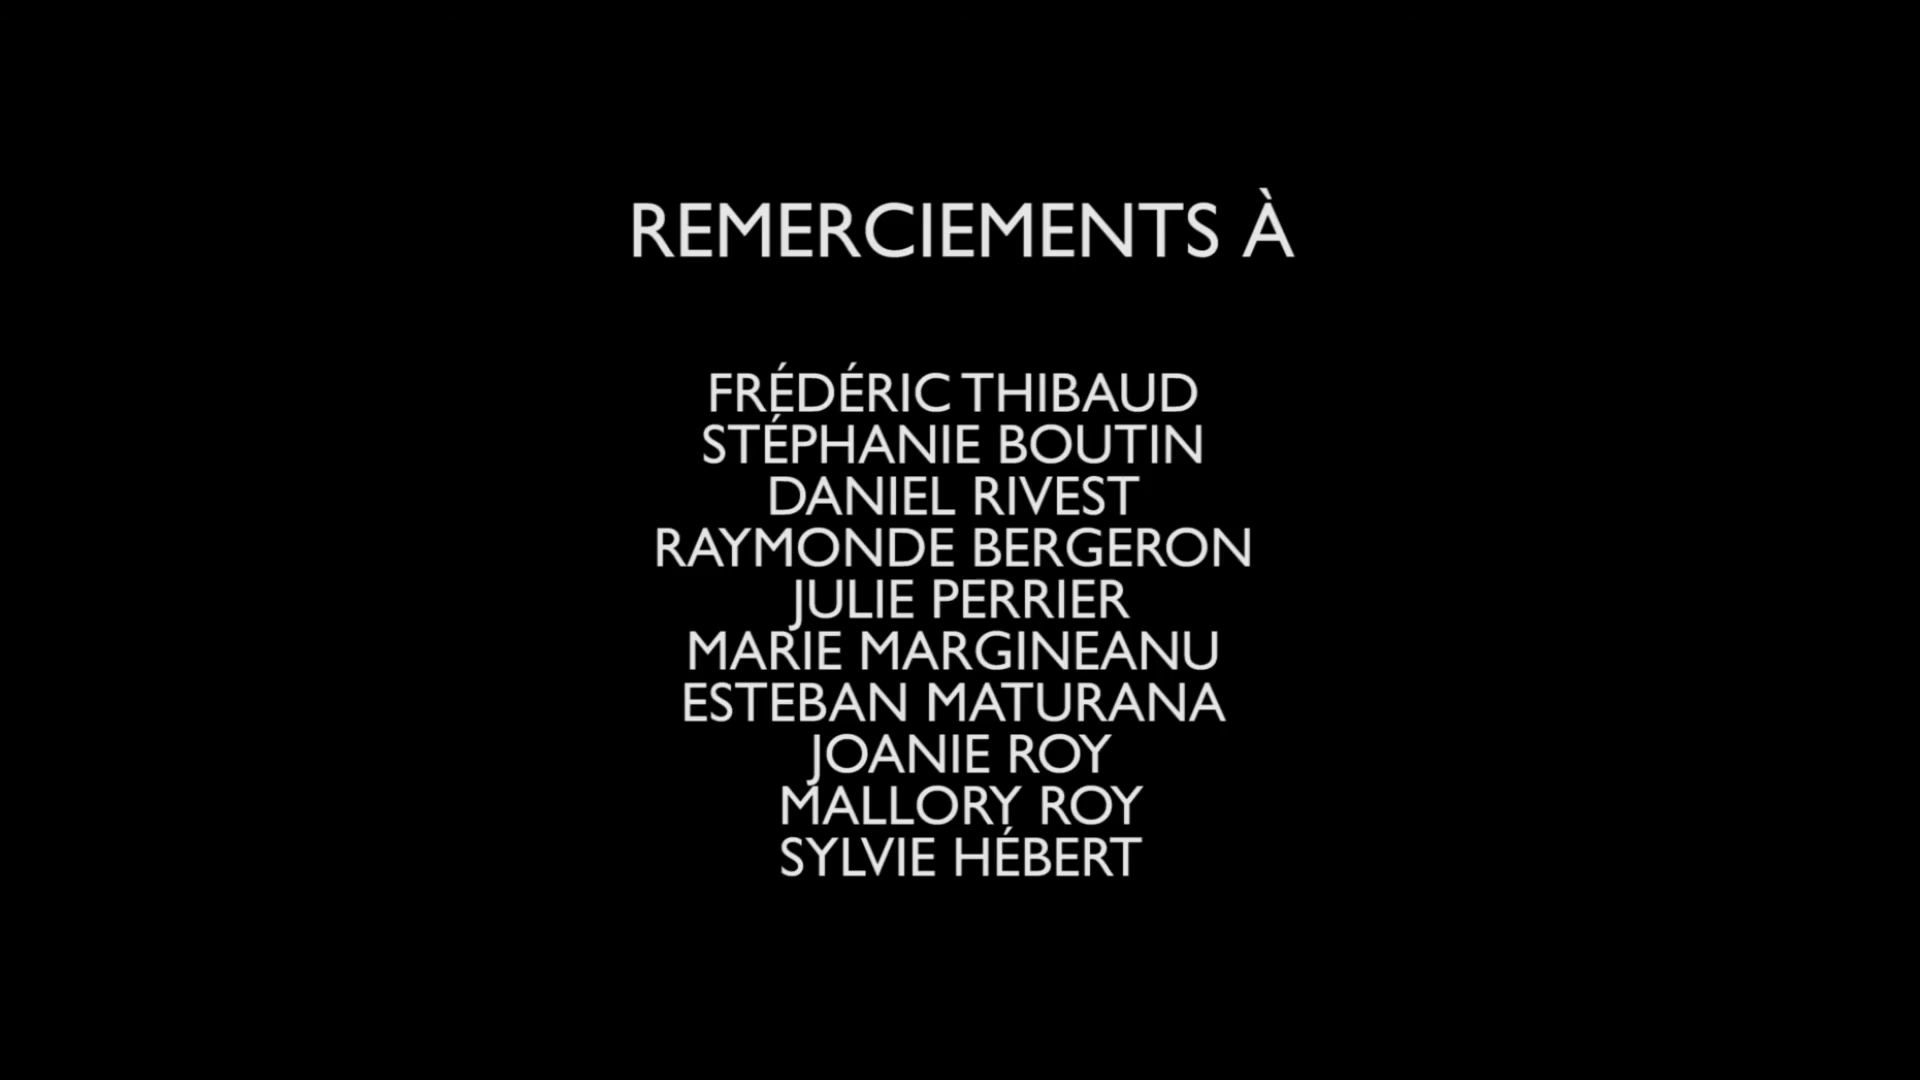 REMERCIEMENTS À
FRÉDÉRIC THIBAUD
STÉPHANIE BOUTIN
DANIEL RIVEST
RAYMONDE BERGERON
JULIE PERRIER
MARIE MARGINEANU
ESTEBAN MATURANA
JOANIE ROY
MALLORY ROY
SYLVIE HÉBERT